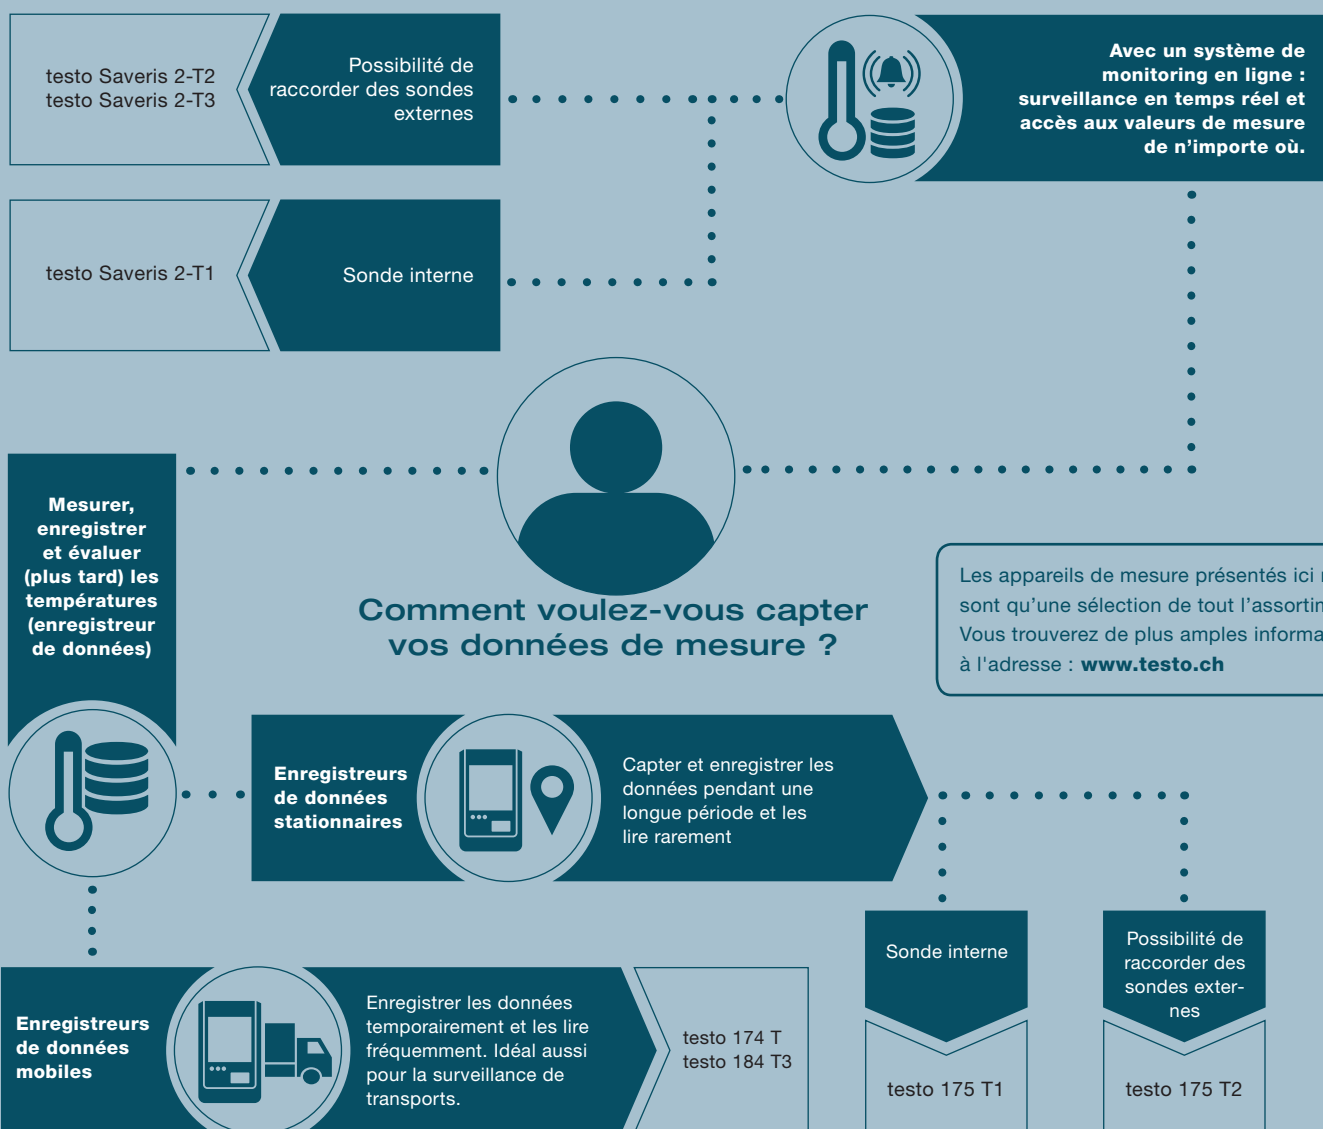 testo Saveris 2-T2
testo Saveris 2-T3
Possibilité de
raccorder des sondes
externes
Avec un système de
monitoring en ligne :
surveillance en temps réel et
accès aux valeurs de mesure
de n’importe où.
testo Saveris 2-T1
Sonde interne
Mesurer,
enregistrer
et évaluer
(plus tard) les
températures
(enregistreur
de données)
Comment voulez-vous capter
vos données de mesure ?
Les appareils de mesure présentés ici
sont qu’une sélection de tout
Vous trouverez de plus amples
à l'adresse : www.testo.ch
Enregistreurs
de données
stationnaires
Capter et enregistrer les
données pendant une
longue période et les
lire rarement
Sonde interne
testo 175 T1
Possibilité de
raccorder des
sondes exter-
nes
testo 175 T2
Enregistreurs
de données
mobiles
Enregistrer les données
temporairement et les lire
fréquemment. Idéal aussi
pour la surveillance de
transports.
testo 174 T
testo 184 T3